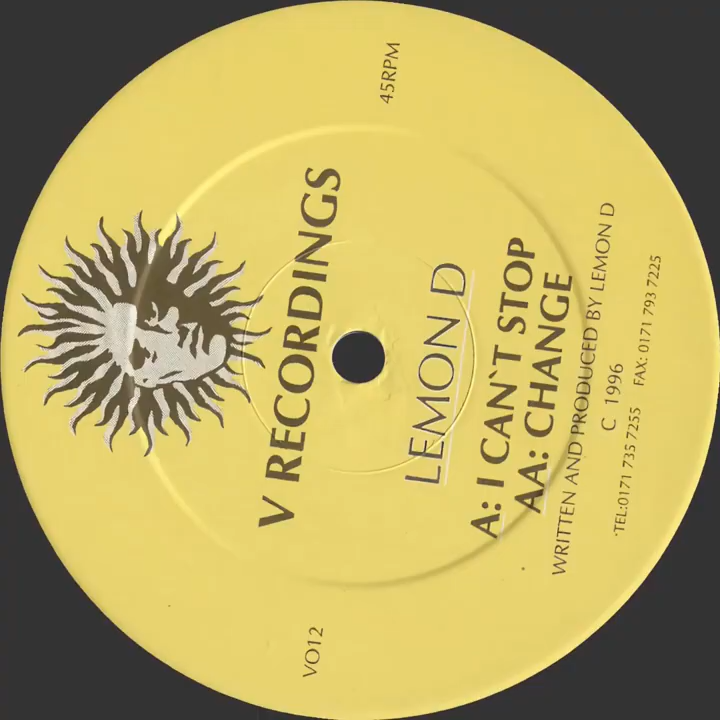 45RPM
V RECORDINGS
VO12
LEMON D
A: I CAN`T STOP
AA: CHANGE
WRITTEN AND PRODUCED BY LEMON D
C 1996
·TEL:0171 735 7255 FAX: 0171 793 7225